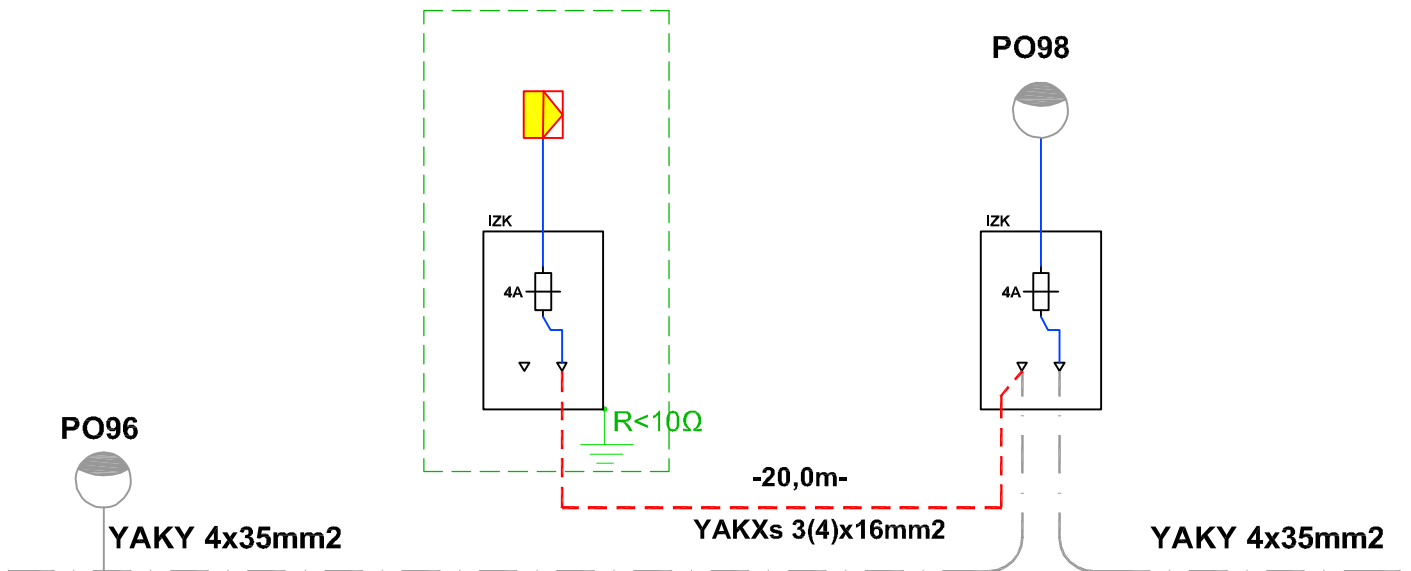 PO98
IZK
IZK
4A
4A
R<10Ω
PO96
-20,0m-
YAKXs 3(4)x16mm2
YAKY 4x35mm2
YAKY 4x35mm2